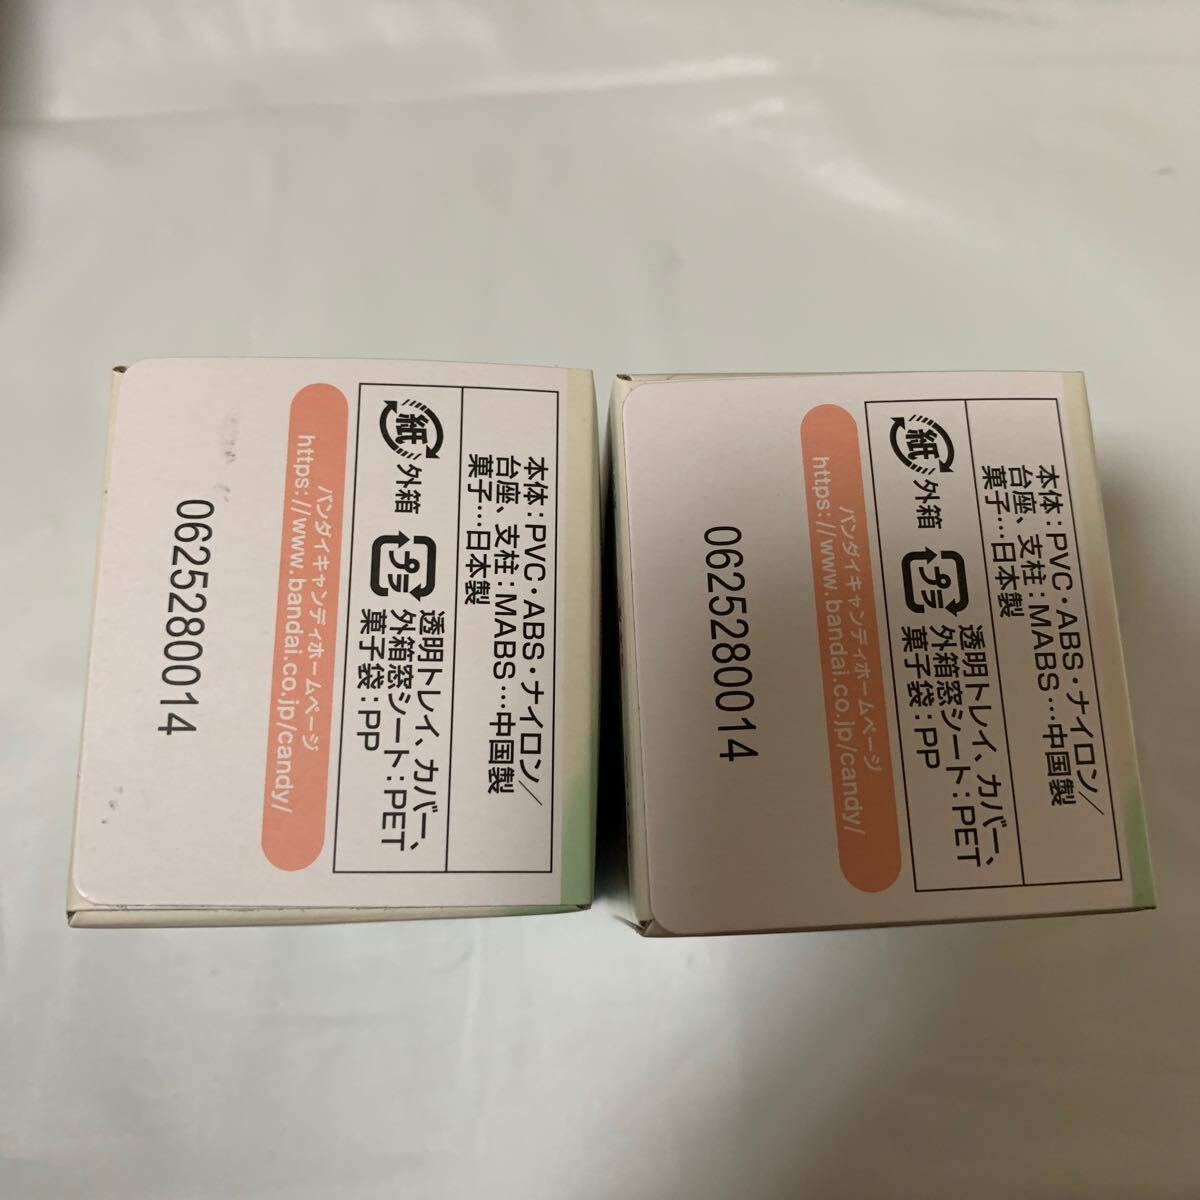 本体：PVC・ABS・ナイロン／
台座、支柱：MABS…中国製
菓子…日本製
紙
外箱
プラ
透明トレイ、カバー、
外箱窓シート：PET
菓子袋：PP
バンダイキャンディホームページ
https://www.bandai.co.jp/candy/
0625280014
本体：PVC・ABS・ナイロン／
台座、支柱：MABS…中国製
菓子…日本製
紙
外箱
プラ
透明トレイ、カバー、
外箱窓シート：PET
菓子袋：PP
バンダイキャンディホームページ
https://www.bandai.co.jp/candy/
0625280014